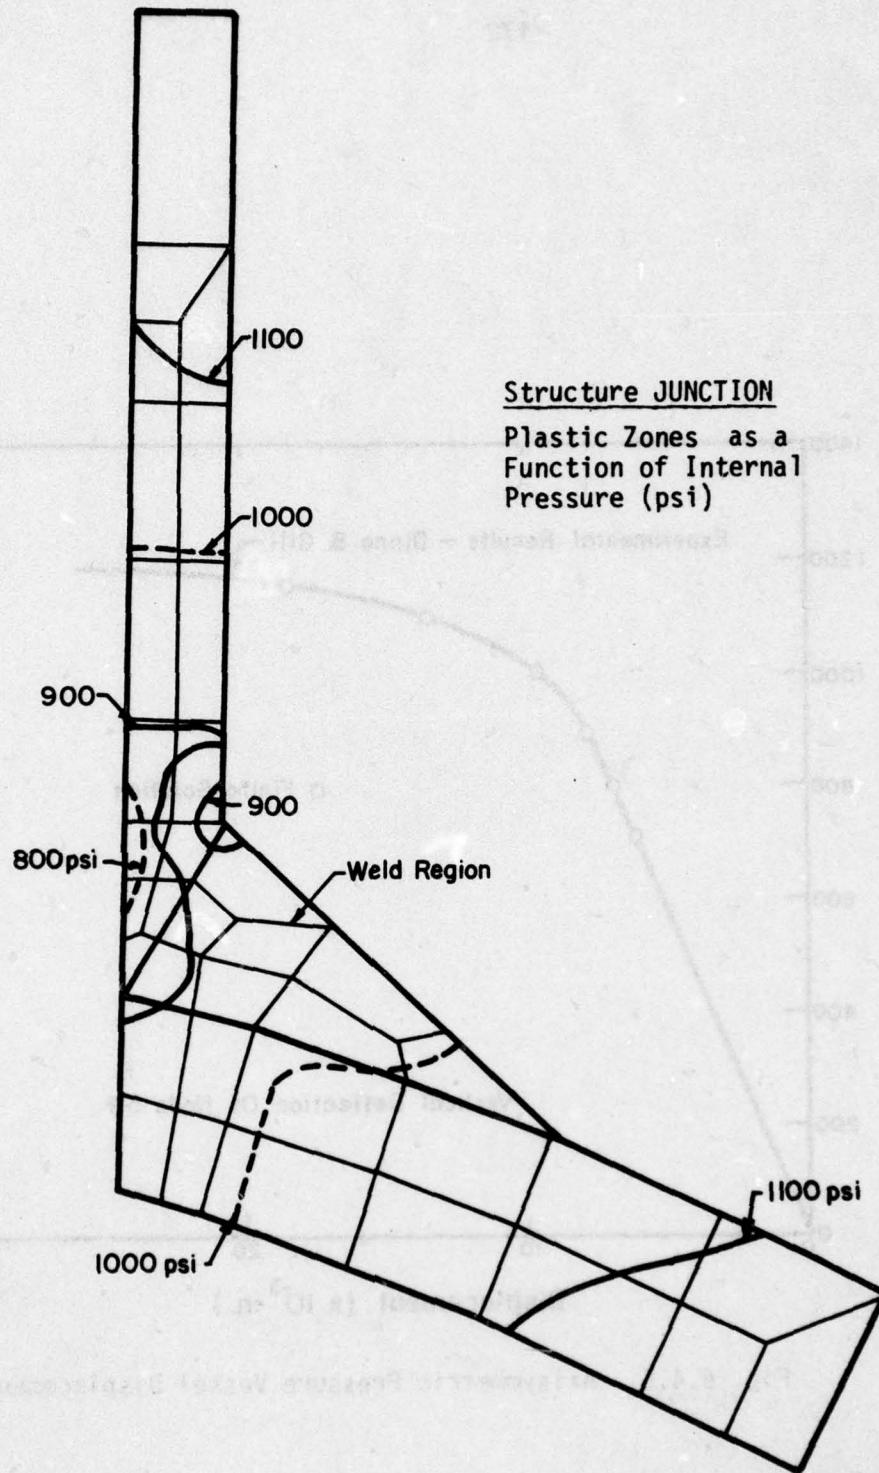 1100
Structure JUNCTION
Plastic Zones as a
Function of Internal
Pressure (psi)
1000
900
900
800psi
Weld Region
1100 psi
1000 psi